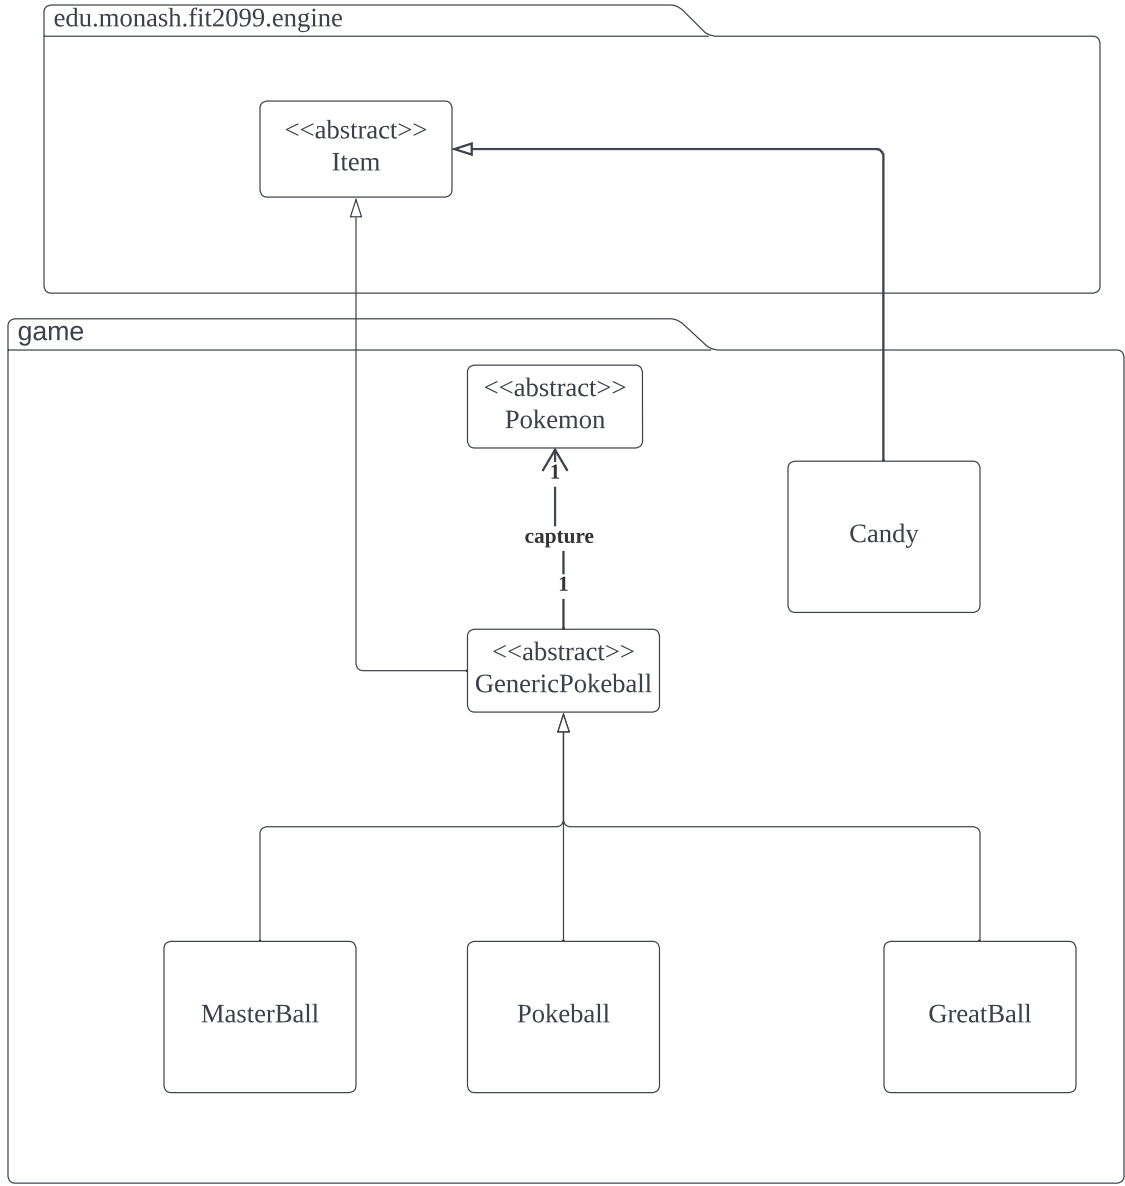 edu.monash.fit2099.engine
<<abstract>>
Item
game
<<abstract>>
Pokemon
1
capture
1
Candy
<<abstract>>
GenericPokeball
MasterBall
Pokeball
GreatBall